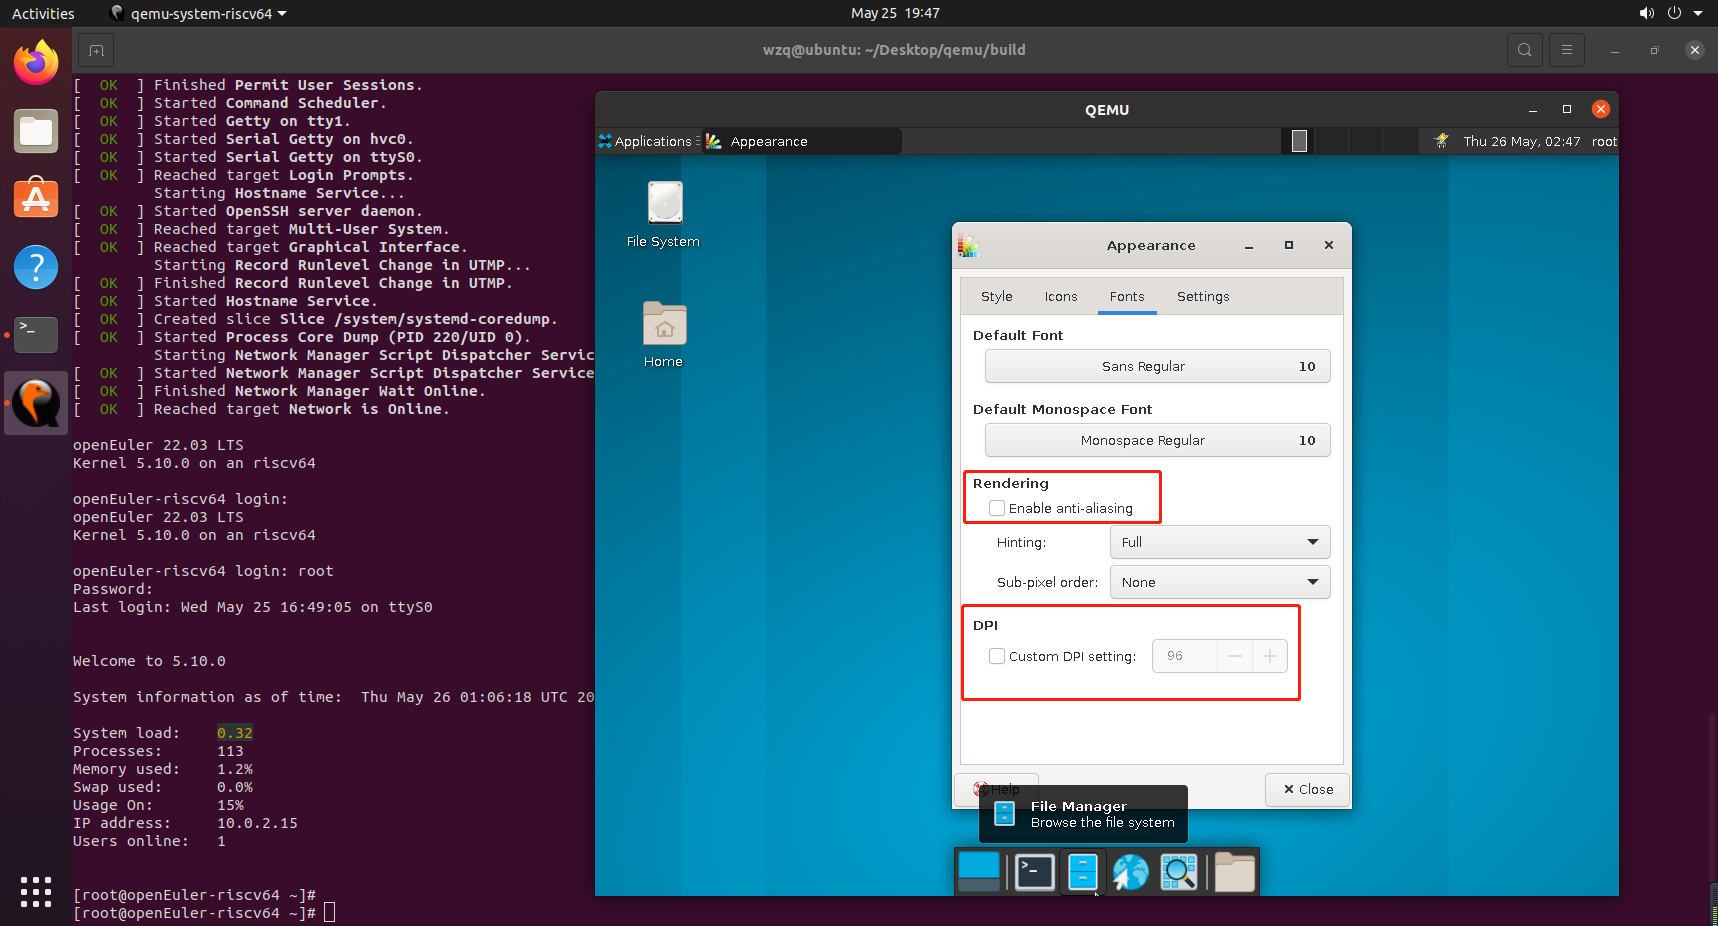 Activities
qemu-system-riscv64
May 25 19:47
wzq@ubuntu: ~/Desktop/qemu/build
[ OK ] Finished Permit User Sessions.
[ OK ] Started Command Scheduler.
[ OK ] Started Getty on tty1.
[ OK ] Started Serial Getty on hvc0.
[ OK ] Started Serial Getty on ttyS0.
[ OK ] Reached target Login Prompts.
Starting Hostname Service...
[ OK ] Started OpenSSH server daemon.
[ OK ] Reached target Multi-User System.
[ OK ] Reached target Graphical Interface.
Starting Record Runlevel Change in UTMP...
[ OK ] Finished Record Runlevel Change in UTMP.
[ OK ] Started Hostname Service.
[ OK ] Created slice Slice /system/systemd-coredump.
[ OK ] Started Process Core Dump (PID 220/UID 0).
Starting Network Manager Script Dispatcher Servic
[ OK ] Started Network Manager Script Dispatcher Service
[ OK ] Finished Network Manager Wait Online.
[ OK ] Reached target Network is Online.
openEuler 22.03 LTS
Kernel 5.10.0 on an riscv64
openEuler-riscv64 login:
openEuler 22.03 LTS
Kernel 5.10.0 on an riscv64
openEuler-riscv64 login: root
Password:
Last login: Wed May 25 16:49:05 on ttyS0
Welcome to 5.10.0
System information as of time: Thu May 26 01:06:18 UTC 20
System load: 0.32
Processes: 113
Memory used: 1.2%
Swap used: 0.0%
Usage On: 15%
IP address: 10.0.2.15
Users online: 1
[root@openEuler-riscv64 ~]#
[root@openEuler-riscv64 ~]#
QEMU
Applications
Appearance
Thu 26 May, 02:47
root
File System
Home
Appearance
Style
Icons
Fonts
Settings
Default Font
Sans Regular 10
Default Monospace Font
Monospace Regular 10
Rendering
Enable anti-aliasing
Hinting: Full
Sub-pixel order: None
DPI
Custom DPI setting: 96
Help
Close
File Manager
Browse the file system